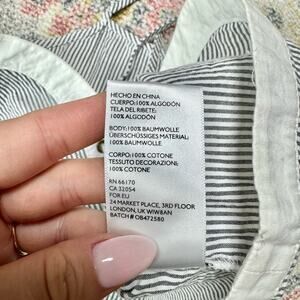 HECHO EN CHINA
CUERPO:100% ALGODÓN
TELA DEL RIBETE:
100% ALGODÓN
BODY:100% BAUMWOLLE
ÜBERSCHÜSSIGES MATERIAL:
100% BAUMWOLLE
CORPO:100% COTONE
TESSUTO DECORAZIONI:
100% COTONE
RN 66170
CA 32054
FOR EU
24 MARKET PLACE, 3RD FLOOR
LONDON, UK W1W8AN
BATCH # OB472580